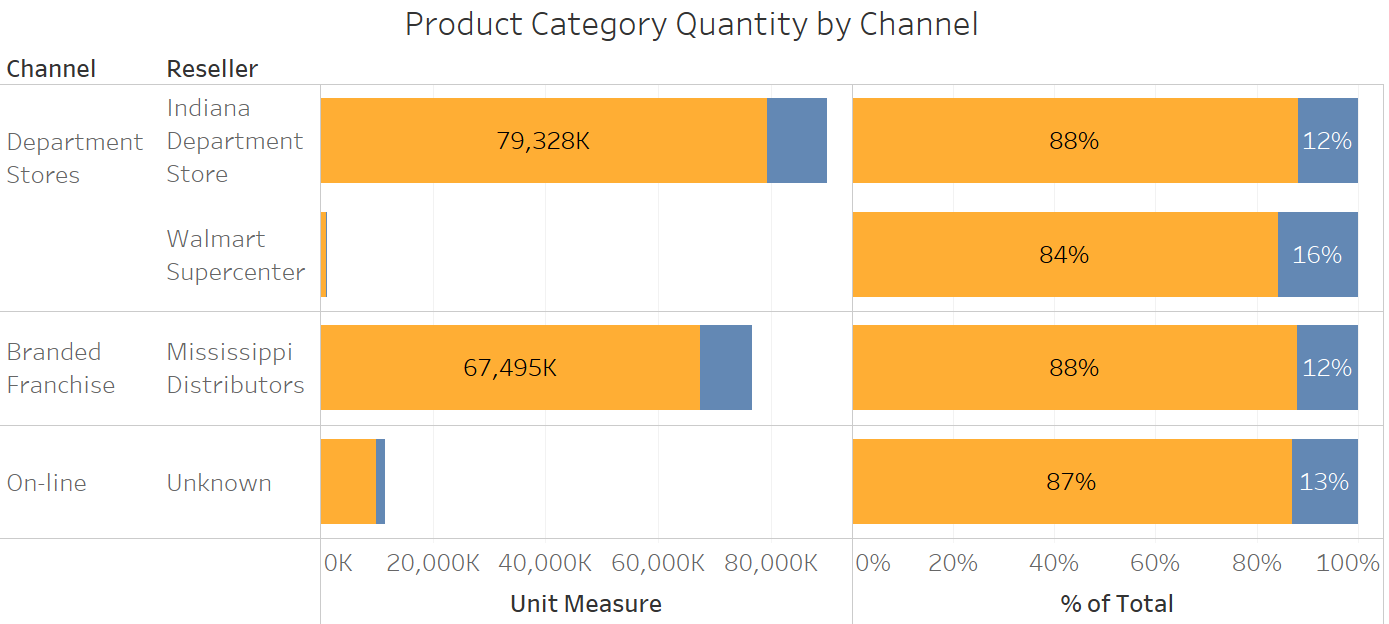 Product Category Quantity by Channel
Channel Reseller
Department
Stores
Indiana
Department
Store
79,328K 88% 12%
Walmart
Supercenter
84% 16%
Branded
Franchise
Mississippi
Distributors
67,495K 88% 12%
On-line Unknown 87% 13%
0K 20,000K 40,000K 60,000K 80,000K 0% 20% 40% 60% 80% 100%
Unit Measure % of Total